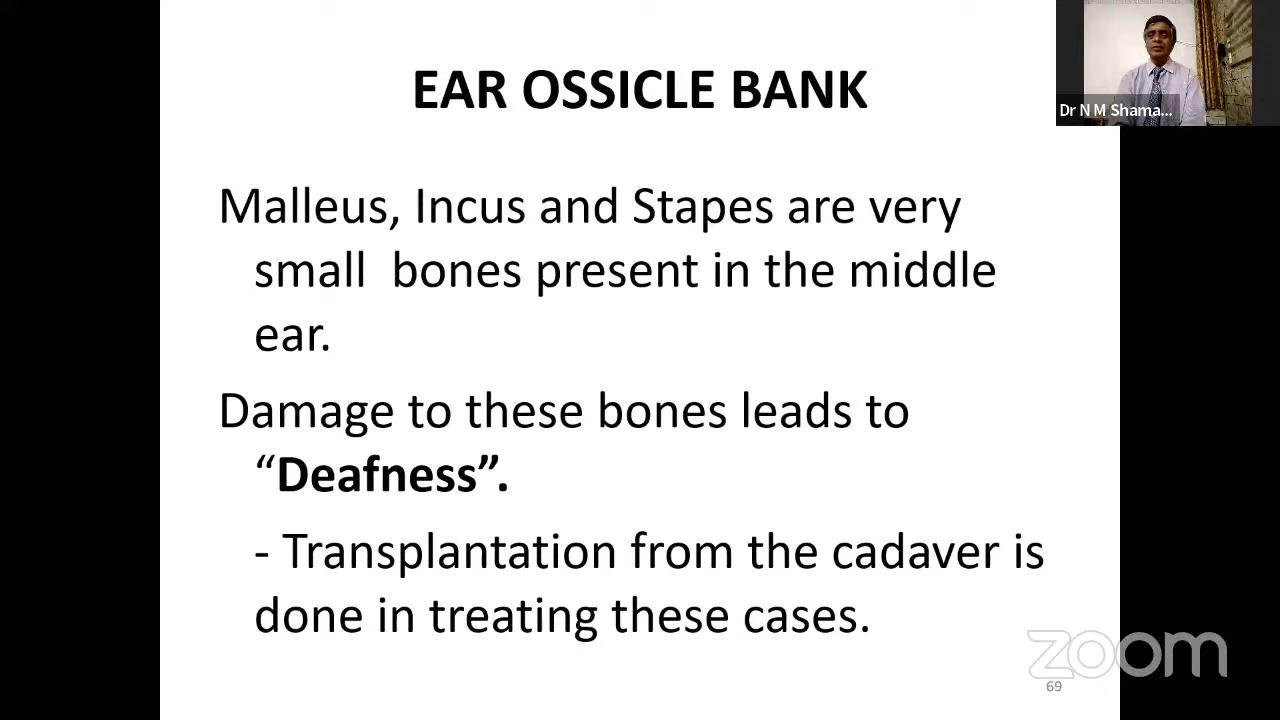 EAR OSSICLE BANK
Dr N M Shama...
Malleus, Incus and Stapes are very
small bones present in the middle
ear.
Damage to these bones leads to
“Deafness”.
- Transplantation from the cadaver is
done in treating these cases.
zoom
69